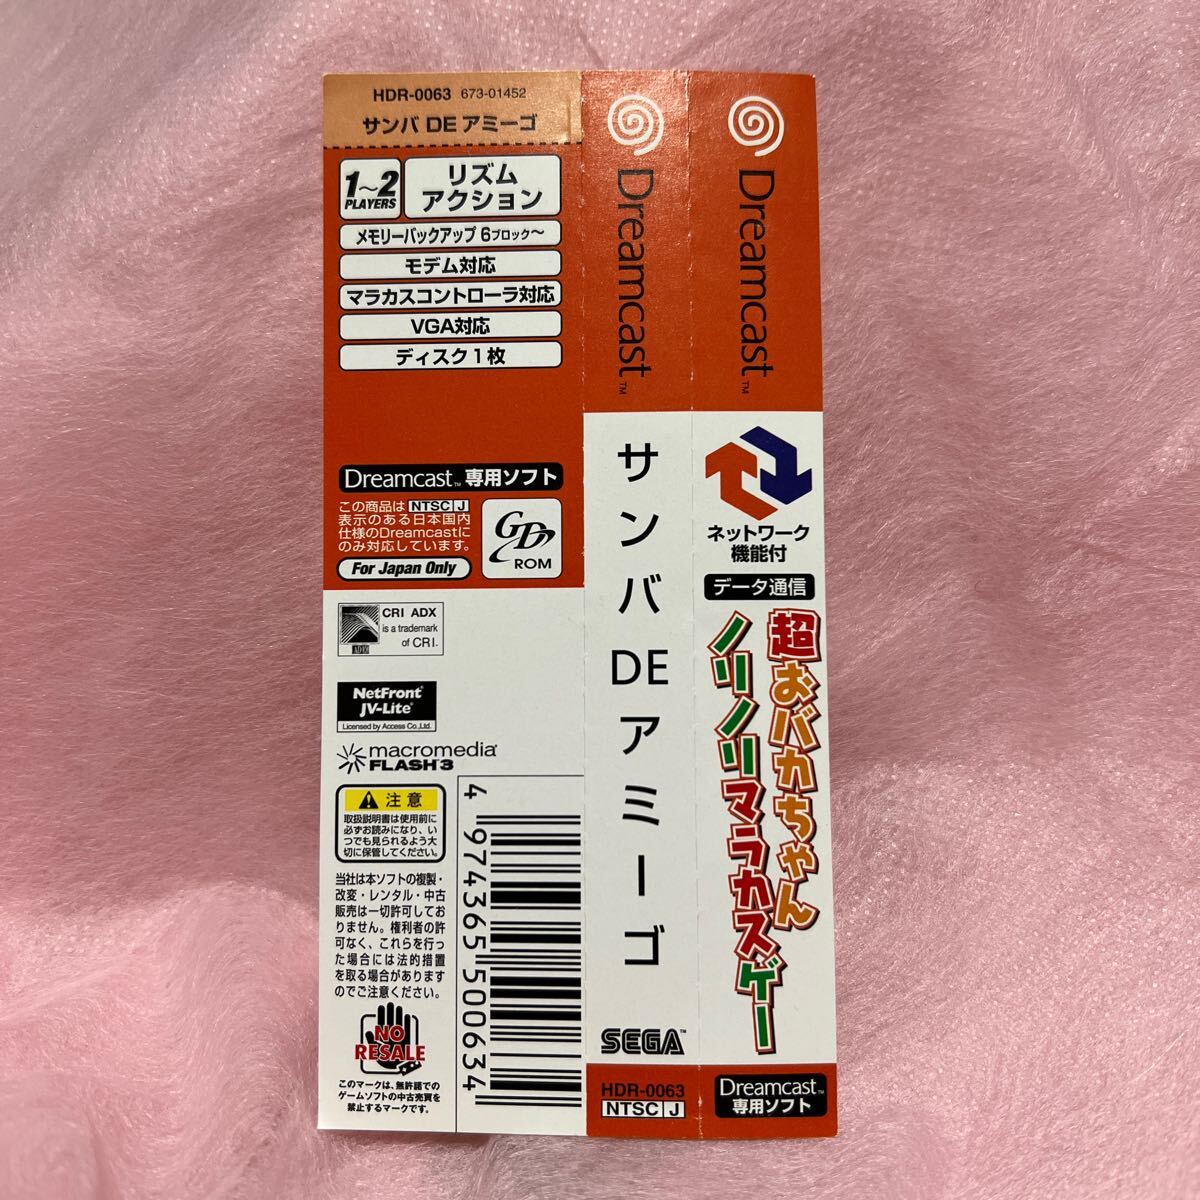 HDR-0063 673-01452
サンバ DE アミーゴ
1～2
PLAYERS
リズム
アクション
メモリーバックアップ 6ブロック～
モデム対応
マラカスコントローラ対応
VGA対応
ディスク1枚
Dreamcast™ 専用ソフト
この商品は NTSC J
表示のある日本国内
仕様のDreamcastに
のみ対応しています。
For Japan Only
GD
ROM
CRI ADX
is a trademark
of CRI.
ADX
NetFront®
JV-Lite®
Licensed by Access Co.,Ltd.
macromedia®
FLASH 3
注意
取扱説明書は使用前に
必ずお読みになり、い
つでも見られるよう大
切に保管してください。
当社は本ソフトの複製・
改変・レンタル・中古
販売は一切許可してお
りません。権利者の許
可なく、これらを行っ
た場合には法的措置
を取る場合があります
のでご注意ください。
NO
RESALE
このマークは、無許諾での
ゲームソフトの中古売買を
禁止するマークです。
4 974365 500634
Dreamcast™
サンバ DE アミーゴ
SEGA™
HDR-0063
NTSC J
Dreamcast™
ネットワーク
機能付
データ通信
超おバカちゃん
ノリノリマラカスゲー
Dreamcast™
専用ソフト